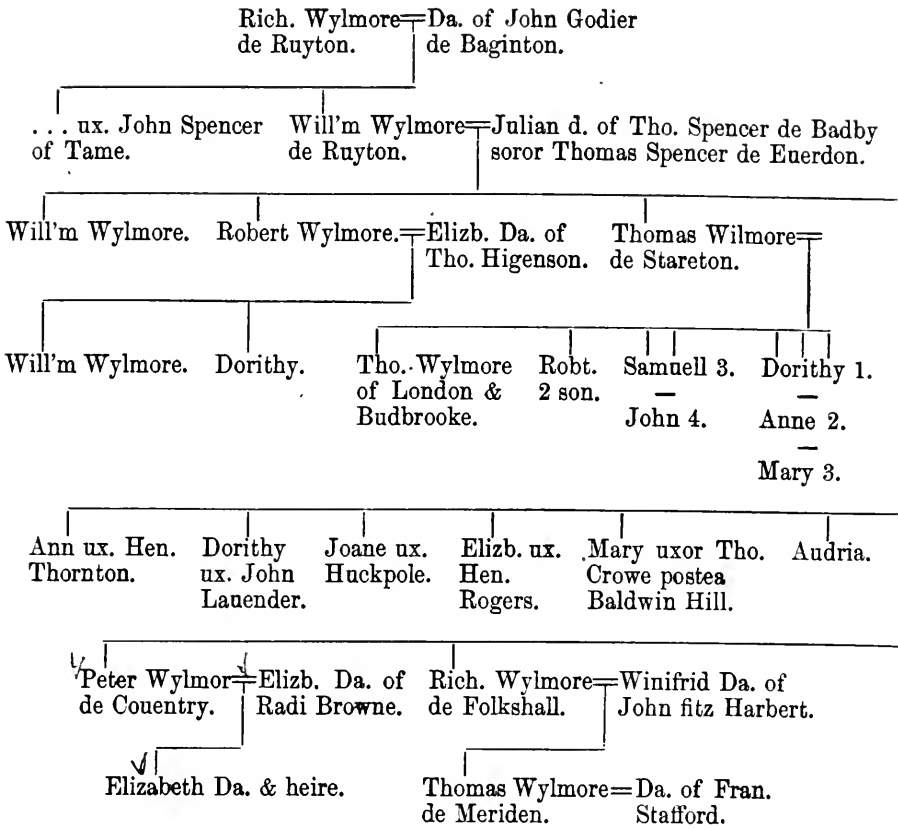 Rich. Wylmore=Da. of John Godier
de Ruyton. de Baginton.
. . . ux. John Spencer Will'm Wylmore=Julian d. of Tho. Spencer de Badby
of Tame. de Ruyton. soror Thomas Spencer de Euerdon.
Will'm Wylmore. Robert Wylmore.=Elizb. Da. of Thomas Wilmore=
Tho. Higenson. de Stareton.
Will'm Wylmore. Dorithy. Tho. Wylmore Robt. Samuell 3. Dorithy 1.
of London & 2 son. — —
Budbrooke. John 4. Anne 2.
—
Mary 3.
Ann ux. Hen. Dorithy Joane ux. Elizb. ux. Mary uxor Tho. Audria.
Thornton. ux. John Huckpole. Hen. Crowe postea
Lauender. Rogers. Baldwin Hill.
Peter Wylmor=Elizb. Da. of Rich. Wylmore=Winifrid Da. of
de Couentry. Radi Browne. de Folkshall. John fitz Harbert.
Elizabeth Da. & heire. Thomas Wylmore=Da. of Fran.
de Meriden. Stafford.